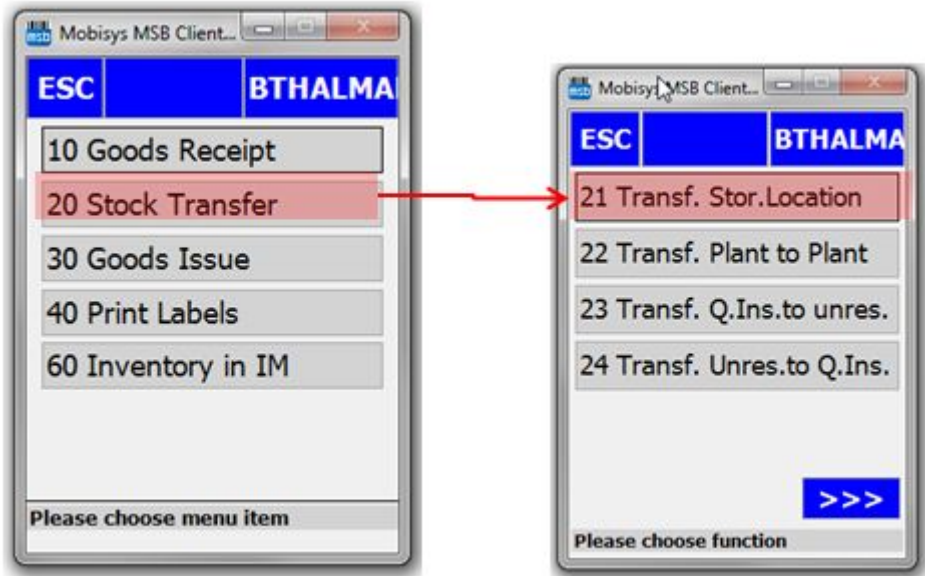 msb Mobisys MSB Client...
ESC BTHALMA
10 Goods Receipt
20 Stock Transfer
30 Goods Issue
40 Print Labels
60 Inventory in IM
Please choose menu item
msb Mobisys MSB Client...
ESC BTHALMA
21 Transf. Stor.Location
22 Transf. Plant to Plant
23 Transf. Q.Ins.to unres.
24 Transf. Unres.to Q.Ins.
>>>
Please choose function